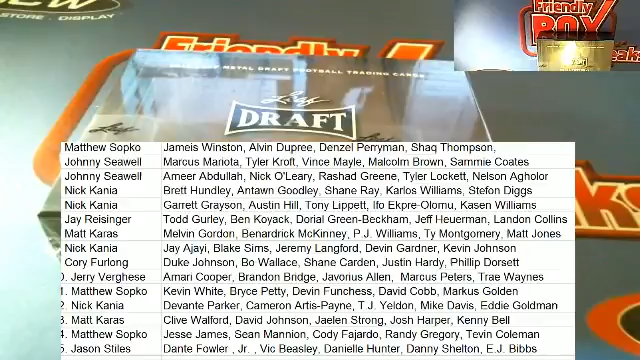 STORE - DISPLAY
Friendly
METAL DRAFT FOOTBALL TRADING CARDS
Leaf
DRAFT
Friendly
BOX
Matthew Sopko Jameis Winston, Alvin Dupree, Denzel Perryman, Shaq Thompson,
Johnny Seawell Marcus Mariota, Tyler Kroft, Vince Mayle, Malcolm Brown, Sammie Coates
Johnny Seawell Ameer Abdullah, Nick O'Leary, Rashad Greene, Tyler Lockett, Nelson Agholor
Nick Kania Brett Hundley, Antawn Goodley, Shane Ray, Karlos Williams, Stefon Diggs
Nick Kania Garrett Grayson, Austin Hill, Tony Lippett, Ifo Ekpre-Olomu, Kasen Williams
Jay Reisinger Todd Gurley, Ben Koyack, Dorial Green-Beckham, Jeff Heuerman, Landon Collins
Matt Karas Melvin Gordon, Benardrick McKinney, P.J. Williams, Ty Montgomery, Matt Jones
Nick Kania Jay Ajayi, Blake Sims, Jeremy Langford, Devin Gardner, Kevin Johnson
Cory Furlong Duke Johnson, Bo Wallace, Shane Carden, Justin Hardy, Phillip Dorsett
0. Jerry Verghese Amari Cooper, Brandon Bridge, Javorius Allen, Marcus Peters, Trae Waynes
1. Matthew Sopko Kevin White, Bryce Petty, Devin Funchess, David Cobb, Markus Golden
2. Nick Kania Devante Parker, Cameron Artis-Payne, T.J. Yeldon, Mike Davis, Eddie Goldman
3. Matt Karas Clive Walford, David Johnson, Jaelen Strong, Josh Harper, Kenny Bell
4. Matthew Sopko Jesse James, Sean Mannion, Cody Fajardo, Randy Gregory, Tevin Coleman
5. Jason Stiles Dante Fowler , Jr. , Vic Beasley, Danielle Hunter, Danny Shelton, E.J. Bibbs